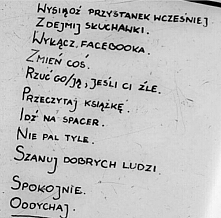 WYSIĄDŹ PRZYSTANEK WCZEŚNIEJ
ZDEJMIJ SŁUCHAWKI.
WYŁĄCZ FACEBOOKA.
ZMIEŃ COŚ.
RZUĆ GO/JĄ, JEŚLI CI ŹLE.
PRZECZYTAJ KSIĄŻKĘ.
IDŹ NA SPACER.
NIE PAL TYLE.
SZANUJ DOBRYCH LUDZI.
SPOKOJNIE.
ODDYCHAJ.